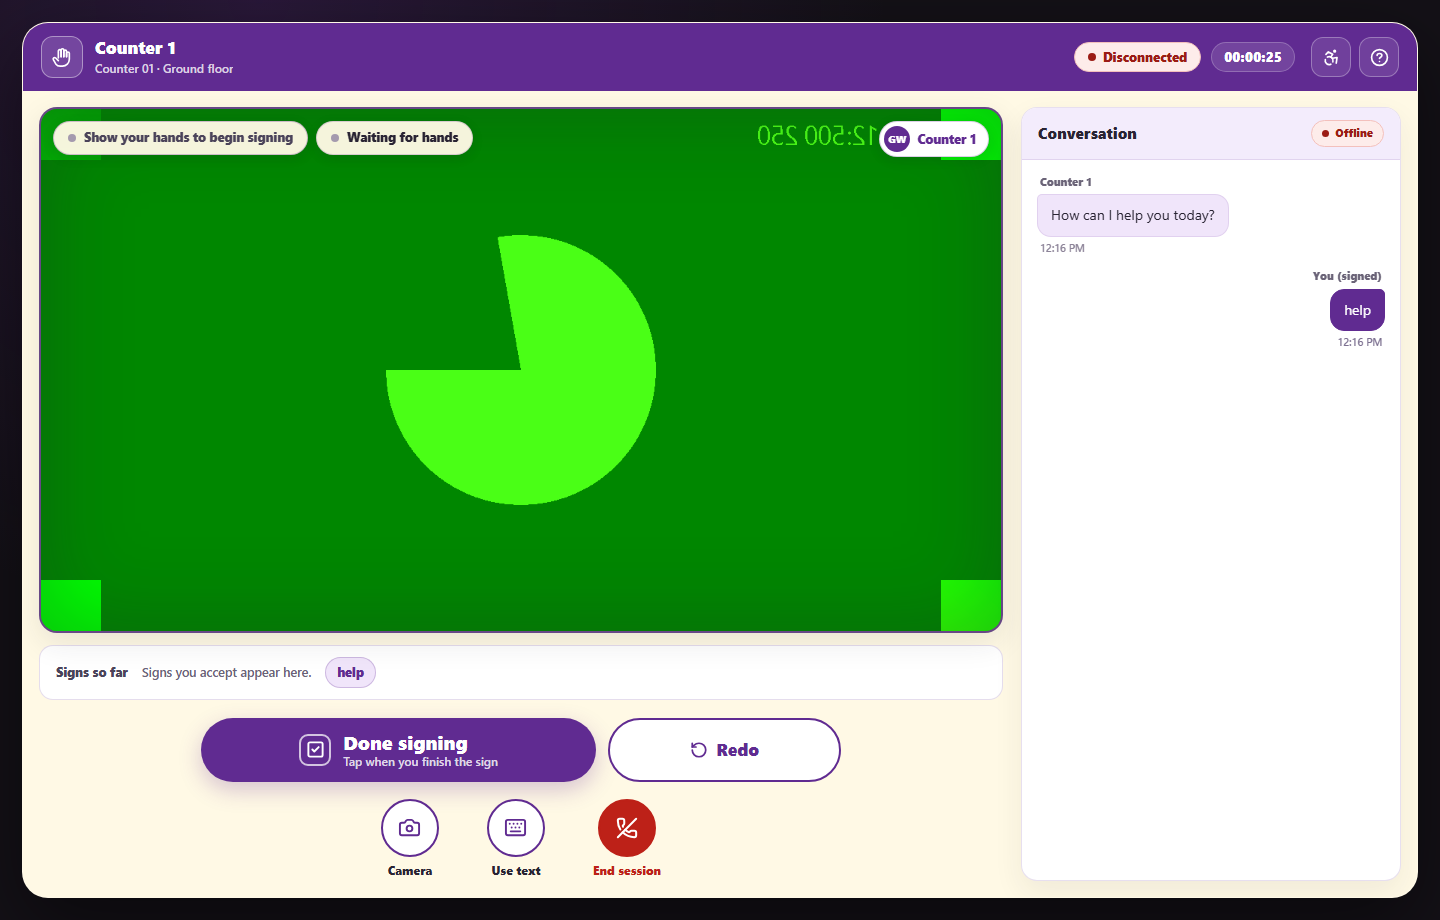 Counter 1
Counter 01 · Ground floor
Disconnected
00:00:25
Show your hands to begin signing
Waiting for hands
12:500 250
GW
Counter 1
Conversation
Offline
Counter 1
How can I help you today?
12:16 PM
You (signed)
help
12:16 PM
Signs so far
Signs you accept appear here.
help
Done signing
Tap when you finish the sign
Redo
Camera
Use text
End session